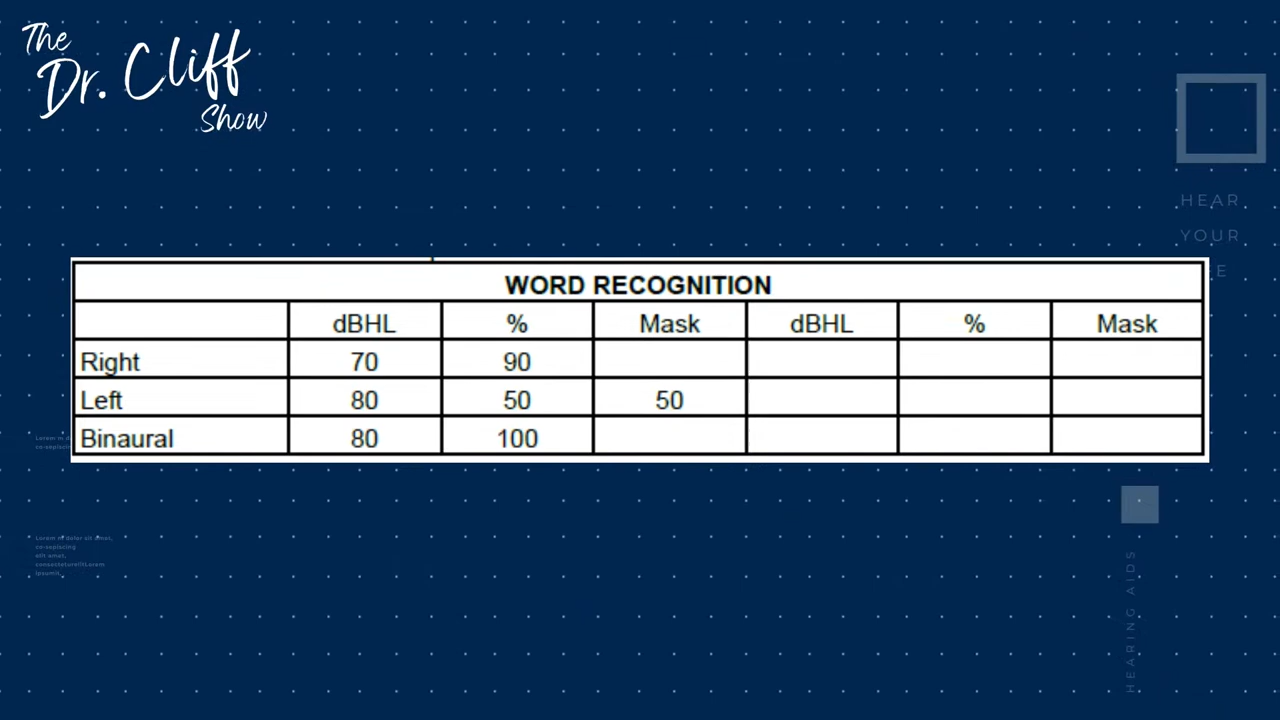 The
Dr. Cliff
Show
HEAR
YOUR
WORD RECOGNITION
dBHL % Mask dBHL % Mask
Right 70 90
Left 80 50 50
Binaural 80 100
HEARING AIDS